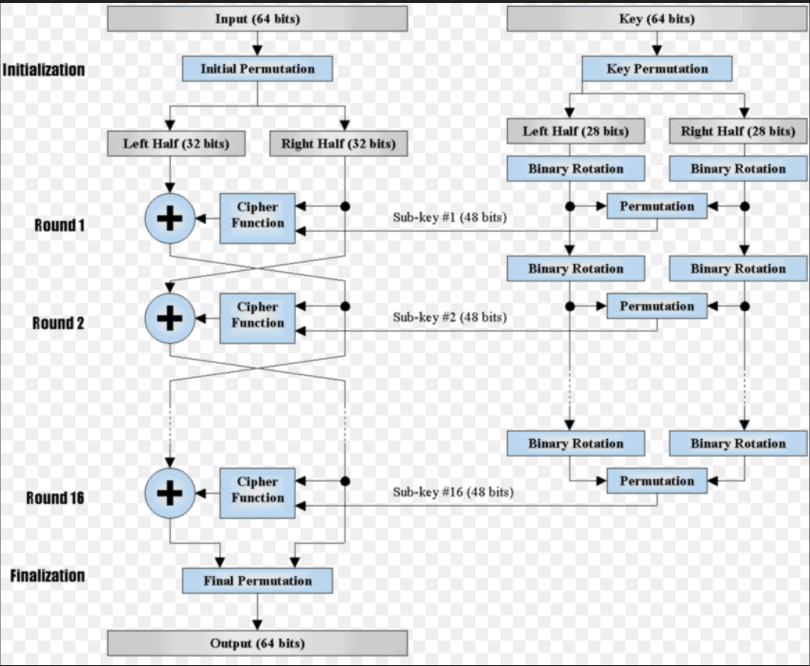 Input (64 bits)
Key (64 bits)
Initialization
Initial Permutation
Key Permutation
Left Half (32 bits)
Right Half (32 bits)
Left Half (28 bits)
Right Half (28 bits)
Binary Rotation
Binary Rotation
Round 1
+
Cipher
Function
Sub-key #1 (48 bits)
Permutation
Binary Rotation
Binary Rotation
Round 2
+
Cipher
Function
Sub-key #2 (48 bits)
Permutation
Binary Rotation
Binary Rotation
Round 16
+
Cipher
Function
Sub-key #16 (48 bits)
Permutation
Finalization
Final Permutation
Output (64 bits)